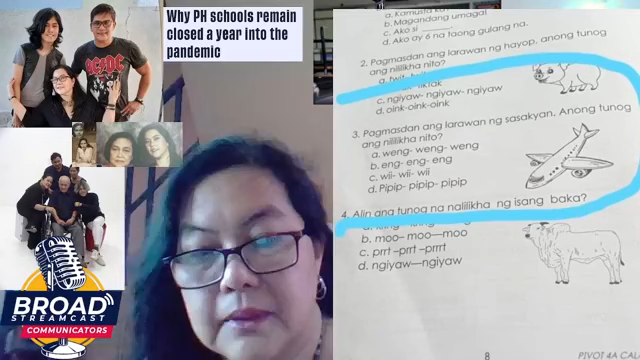 Why PH schools remain
closed a year into the
pandemic
AC DC
BROAD
STREAMCAST
COMMUNICATORS
a. Kamusta ka?
b. Magandang umaga!
c. Ako si
d. Ako ay 6 na taong gulang na.
2. Pagmasdan ang larawan ng hayop, anong tunog
ang nililikha nito?
c. ngiyaw- ngiyaw- ngiyaw
d. oink-oink-oink
3. Pagmasdan ang larawan ng sasakyan. Anong tunog
ang nililikha nito?
a. weng- weng- weng
b. eng- eng- eng
c. wii- wii- wii
d. Pipip- pipip- pipip
4. Alin ang tunog na nalilikha ng isang baka?
b. moo- moo—moo
c. prrt –prrt -prrrt
d. ngiyaw—ngiyaw
8
PIVOT 4A CAL